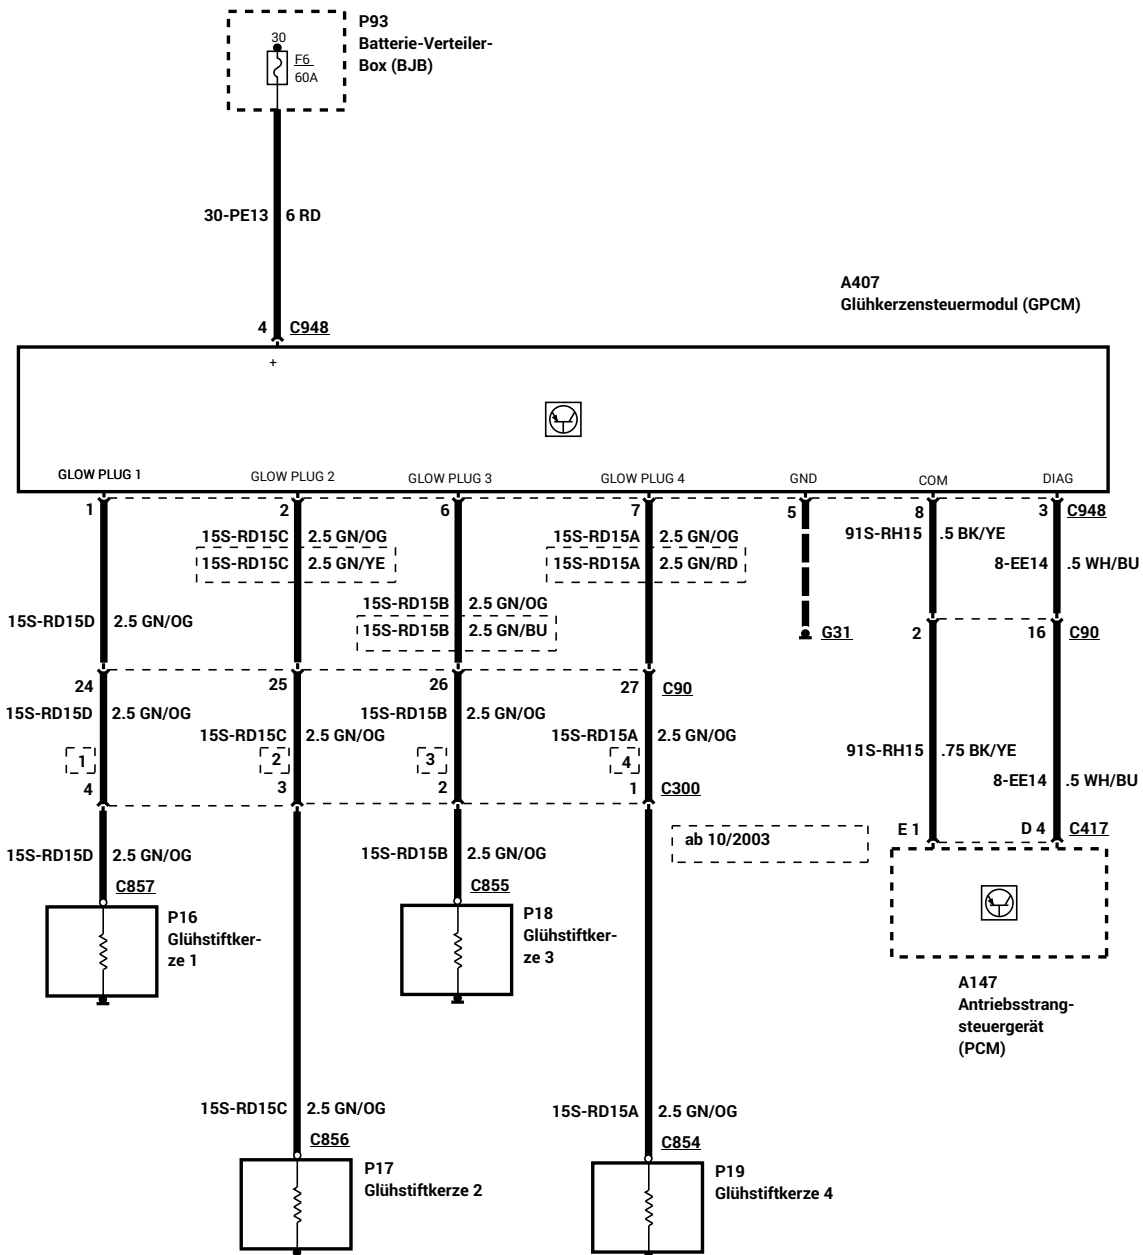 P93
Batterie-Verteiler-
Box (BJB)
30
F6
60A
30-PE13 6 RD
A407
Glühkerzensteuermodul (GPCM)
4 C948
+
GLOW PLUG 1 GLOW PLUG 2 GLOW PLUG 3 GLOW PLUG 4 GND COM DIAG
1 2 6 7 5 8 3 C948
15S-RD15C 2.5 GN/OG 15S-RD15A 2.5 GN/OG 91S-RH15 .5 BK/YE
15S-RD15C 2.5 GN/YE 15S-RD15A 2.5 GN/RD 8-EE14 .5 WH/BU
15S-RD15B 2.5 GN/OG
15S-RD15D 2.5 GN/OG 15S-RD15B 2.5 GN/BU G31 2 16 C90
24 25 26 27 C90
15S-RD15D 2.5 GN/OG 15S-RD15B 2.5 GN/OG
15S-RD15C 2.5 GN/OG 15S-RD15A 2.5 GN/OG
91S-RH15 .75 BK/YE
1 2 3 4
8-EE14 .5 WH/BU
4 3 2 1 C300
E 1 D 4 C417
ab 10/2003
15S-RD15D 2.5 GN/OG 15S-RD15B 2.5 GN/OG
C857 C855
P16
Glühstiftker-
ze 1
P18
Glühstiftker-
ze 3
A147
Antriebsstrang-
steuergerät
(PCM)
15S-RD15C 2.5 GN/OG 15S-RD15A 2.5 GN/OG
C856 C854
P17
Glühstiftkerze 2
P19
Glühstiftkerze 4